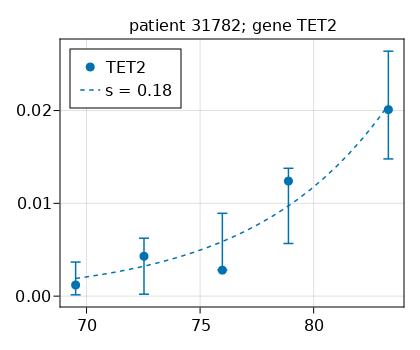 patient 31782; gene TET2
TET2
s = 0.18
0.02
0.01
0.00
70 75 80